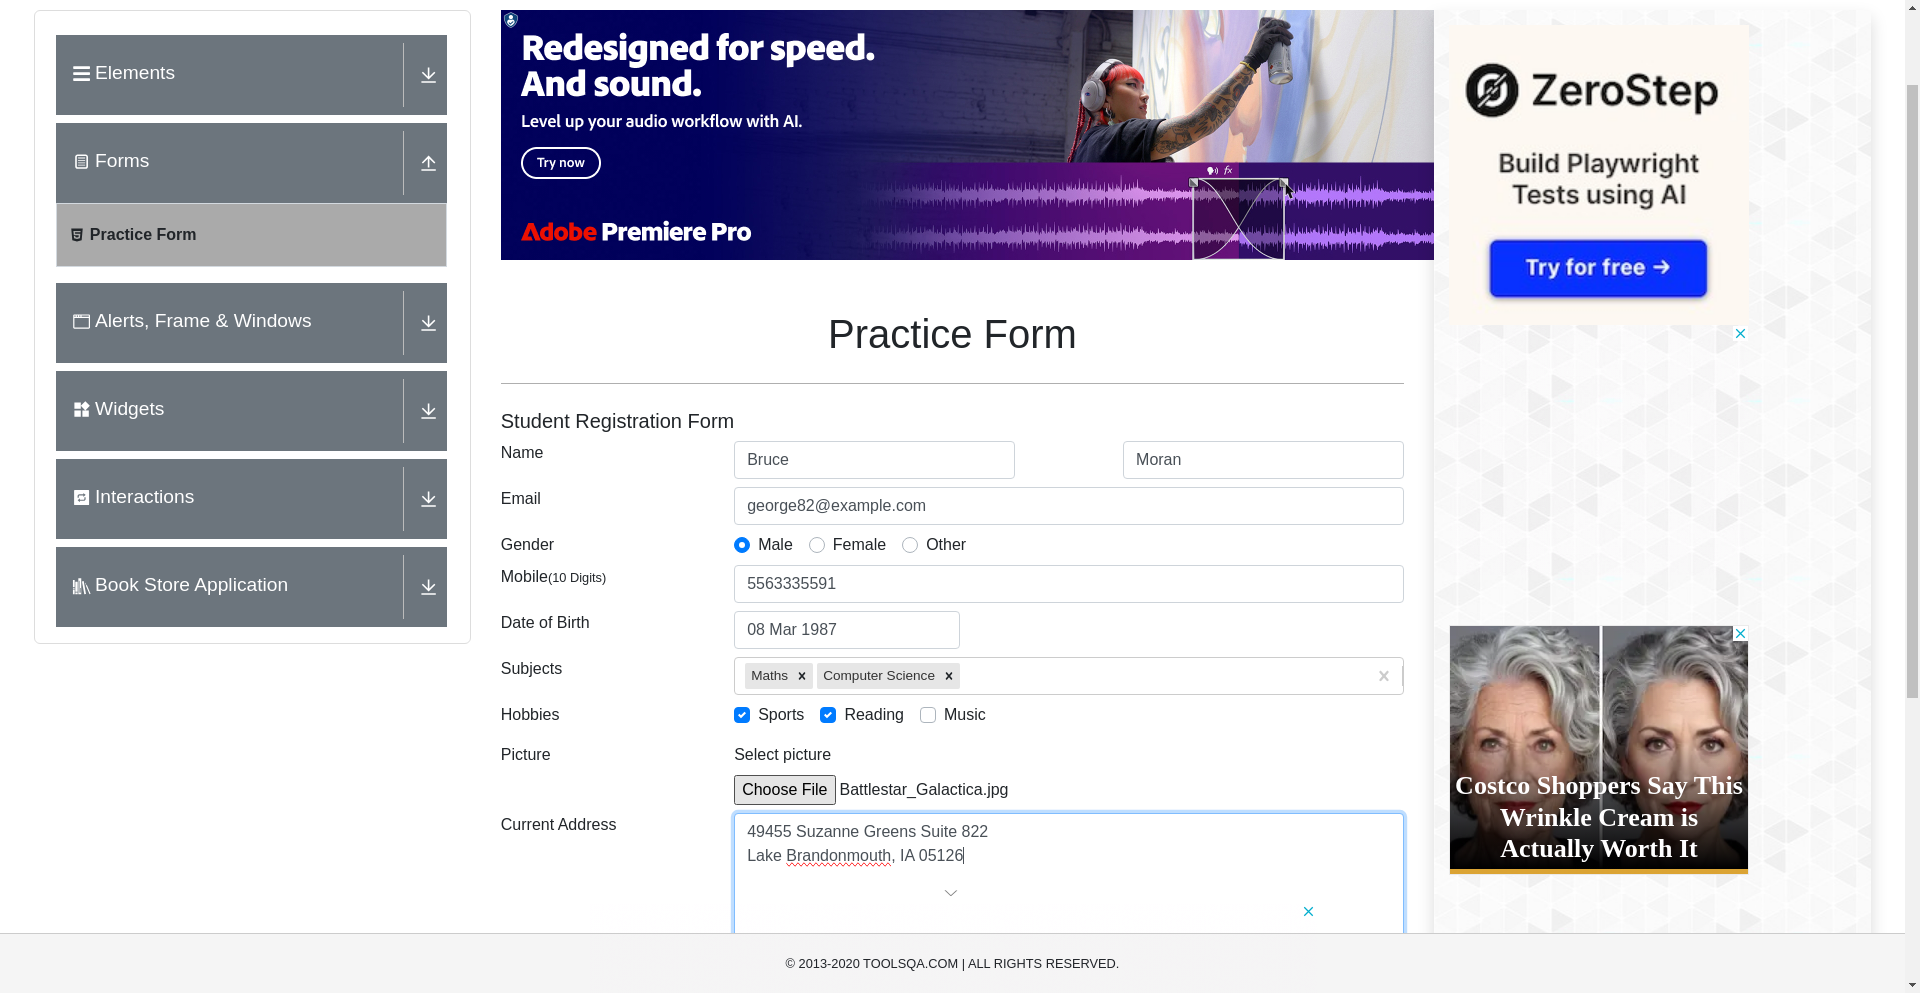 Elements
Forms
Practice Form
Alerts, Frame & Windows
Widgets
Interactions
Book Store Application
Redesigned for speed.
And sound.
Level up your audio workflow with AI.
Try now
fx
Adobe Premiere Pro
Practice Form
Student Registration Form
Name
Bruce
Moran
Email
george82@example.com
Gender
Male
Female
Other
Mobile(10 Digits)
5563335591
Date of Birth
08 Mar 1987
Subjects
Maths
Computer Science
Hobbies
Sports
Reading
Music
Picture
Select picture
Choose File Battlestar_Galactica.jpg
Current Address
49455 Suzanne Greens Suite 822
Lake Brandonmouth, IA 05126
ZeroStep
Build Playwright
Tests using AI
Try for free →
Costco Shoppers Say This
Wrinkle Cream is
Actually Worth It
© 2013-2020 TOOLSQA.COM | ALL RIGHTS RESERVED.